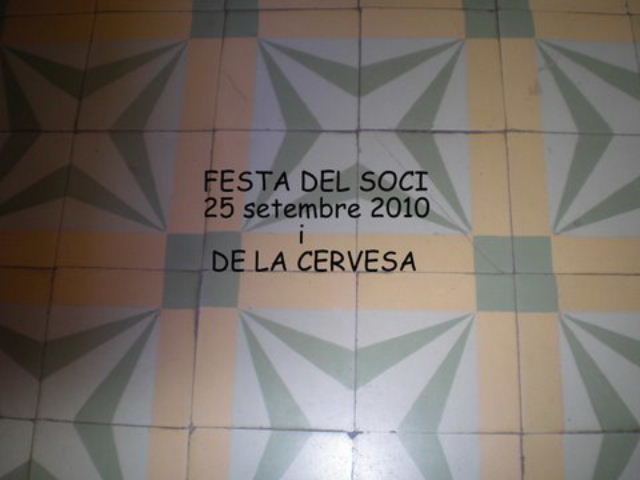 FESTA DEL SOCI
25 setembre 2010
i
DE LA CERVESA